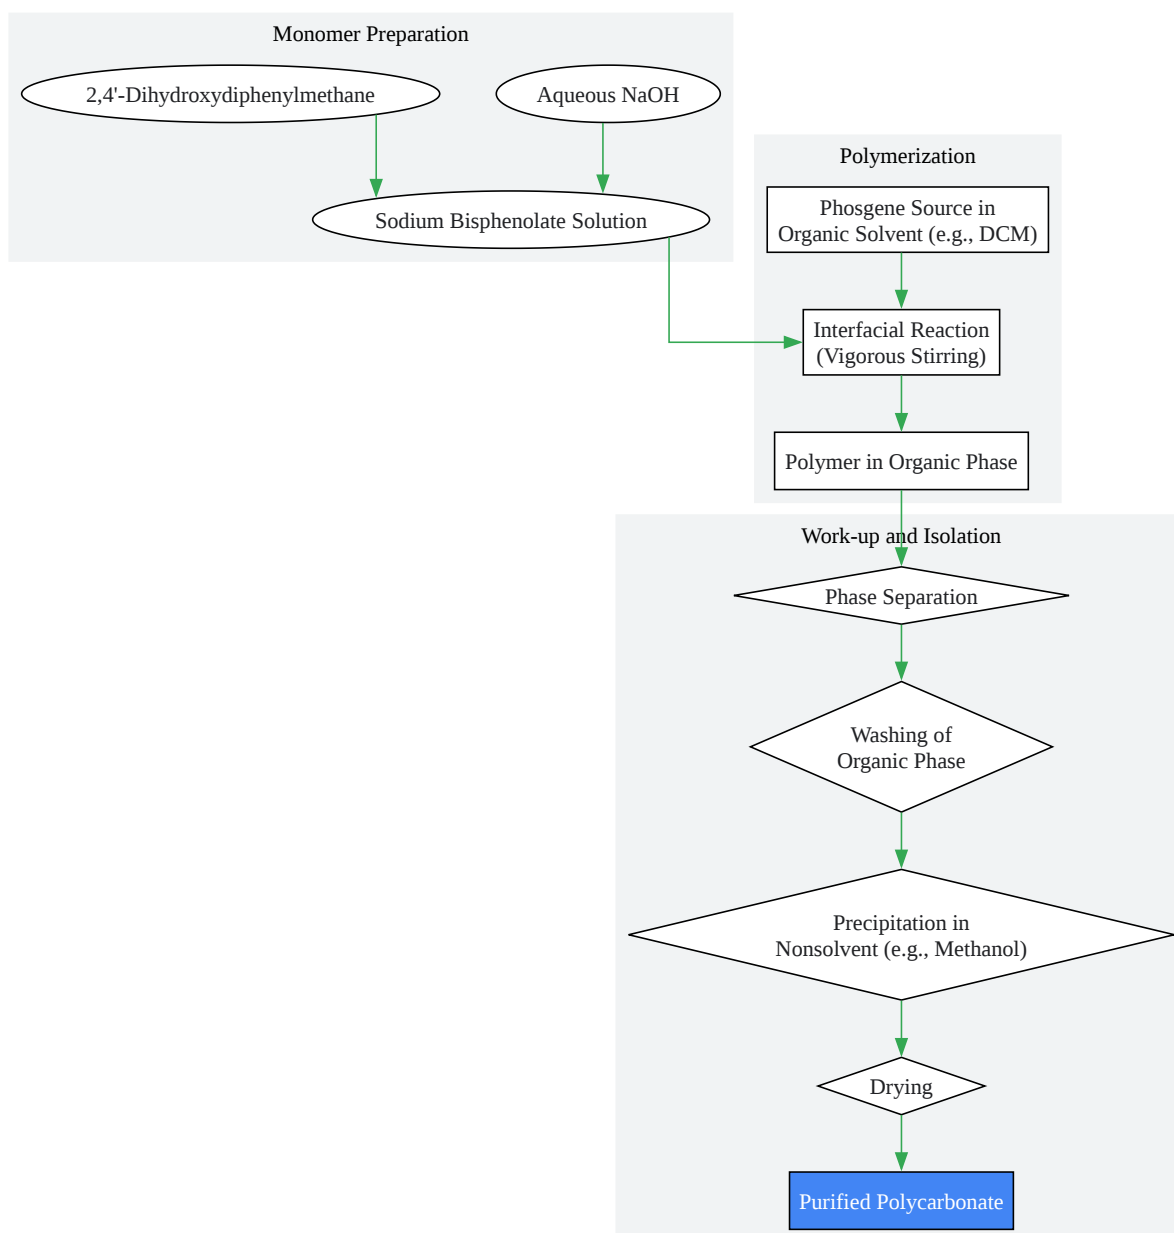 Monomer Preparation
2,4'-Dihydroxydiphenylmethane
Aqueous NaOH
Sodium Bisphenolate Solution
Polymerization
Phosgene Source in
Organic Solvent (e.g., DCM)
Interfacial Reaction
(Vigorous Stirring)
Polymer in Organic Phase
Work-up and Isolation
Phase Separation
Washing of
Organic Phase
Precipitation in
Nonsolvent (e.g., Methanol)
Drying
Purified Polycarbonate